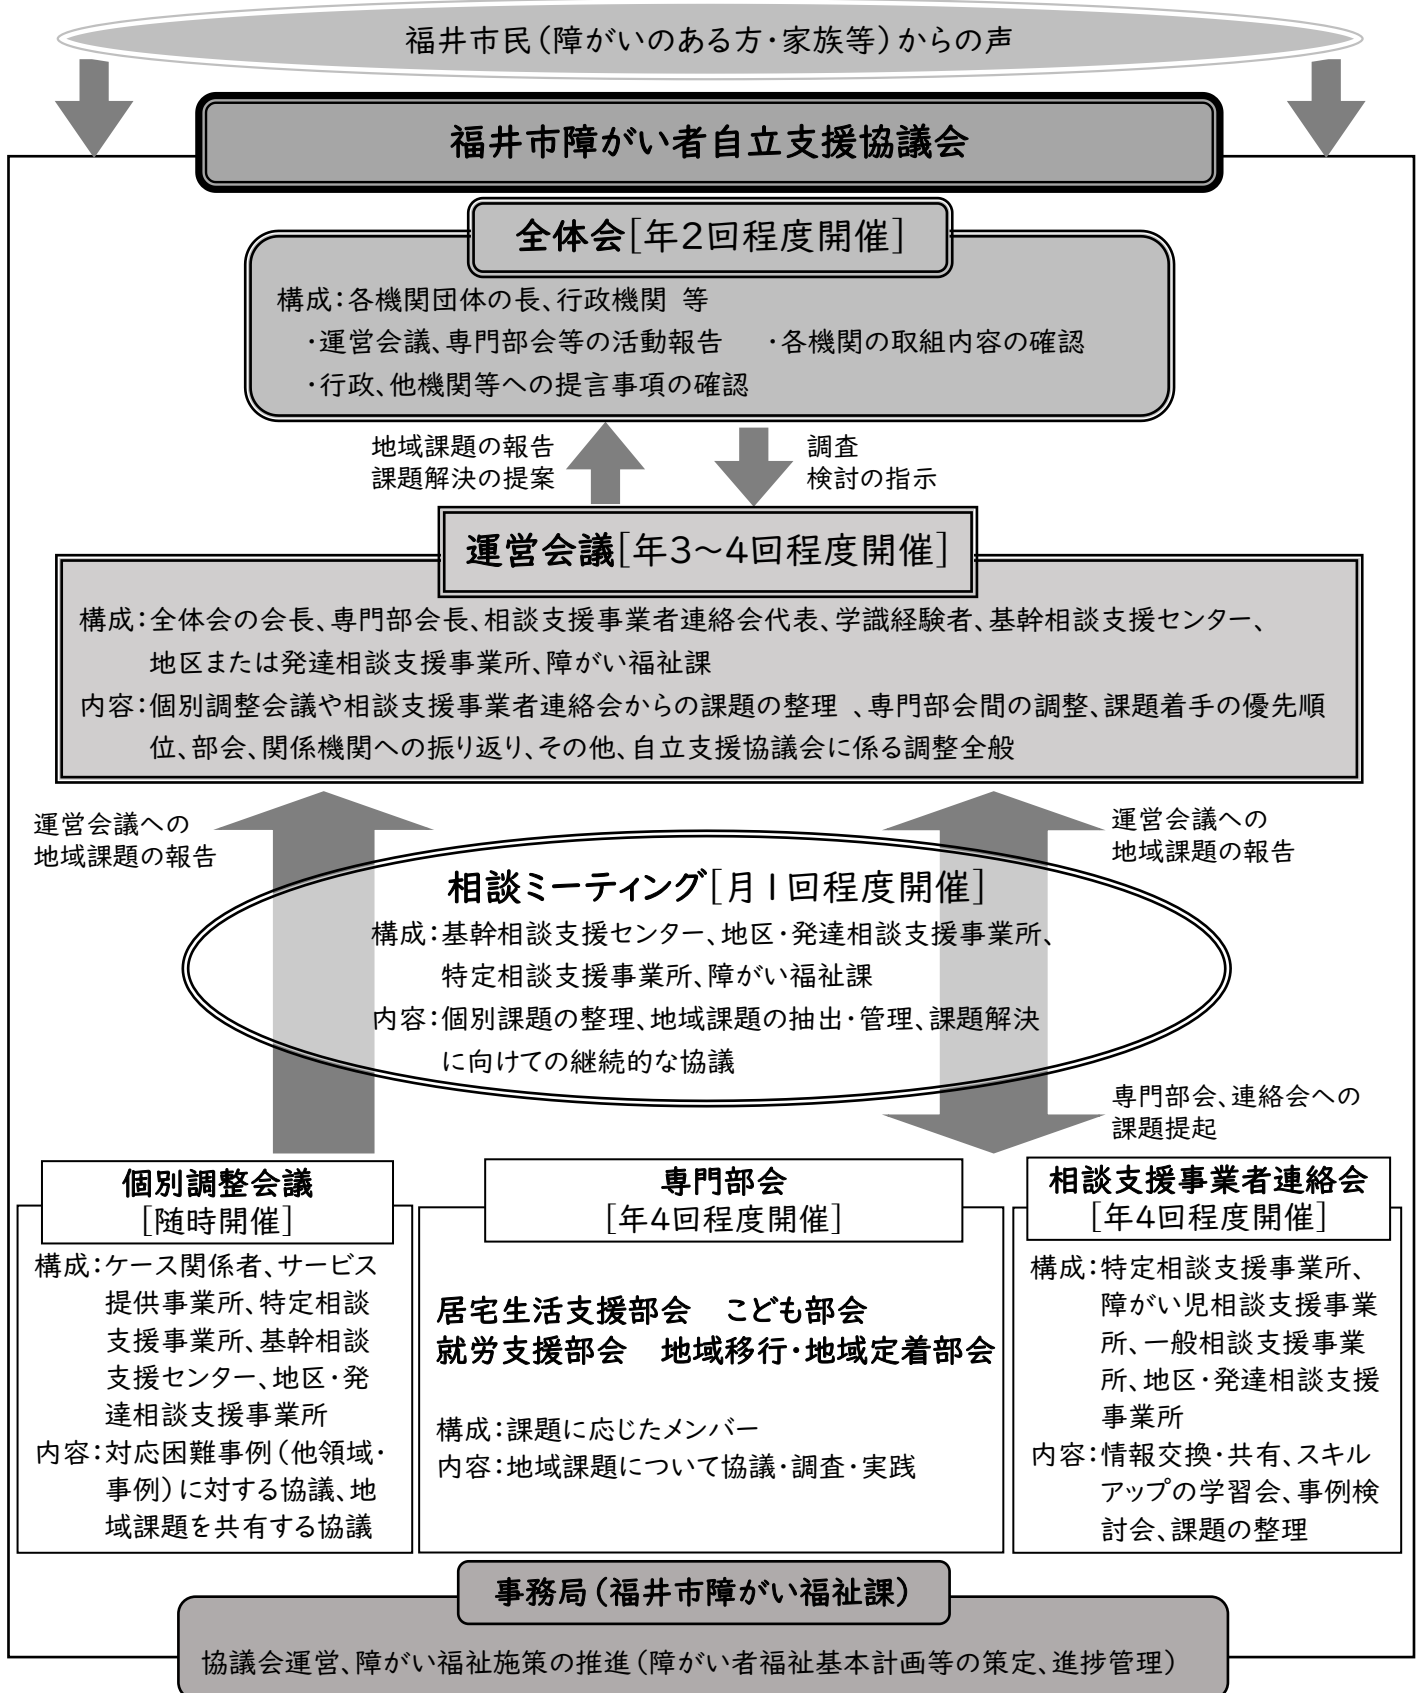 福井市民（障がいのある方・家族等）からの声
福井市障がい者自立支援協議会
全体会[年2回程度開催]
構成：各機関団体の長、行政機関 等
・運営会議、専門部会等の活動報告　・各機関の取組内容の確認
・行政、他機関等への提言事項の確認
地域課題の報告
課題解決の提案
調査
検討の指示
運営会議[年3～4回程度開催]
構成：全体会の会長、専門部会長、相談支援事業者連絡会代表、学識経験者、基幹相談支援センター、
地区または発達相談支援事業所、障がい福祉課
内容：個別調整会議や相談支援事業者連絡会からの課題の整理 、専門部会間の調整、課題着手の優先順
位、部会、関係機関への振り返り、その他、自立支援協議会に係る調整全般
運営会議への
地域課題の報告
運営会議への
地域課題の報告
相談ミーティング[月1回程度開催]
構成：基幹相談支援センター、地区・発達相談支援事業所、
特定相談支援事業所、障がい福祉課
内容：個別課題の整理、地域課題の抽出・管理、課題解決
に向けての継続的な協議
専門部会、連絡会への
課題提起
個別調整会議
[随時開催]
構成：ケース関係者、サービス
提供事業所、特定相談
支援事業所、基幹相談
支援センター、地区・発
達相談支援事業所
内容：対応困難事例（他領域・
事例）に対する協議、地
域課題を共有する協議
専門部会
[年4回程度開催]
居宅生活支援部会　こども部会
就労支援部会　地域移行・地域定着部会
構成：課題に応じたメンバー
内容：地域課題について協議・調査・実践
相談支援事業者連絡会
[年4回程度開催]
構成：特定相談支援事業所、
障がい児相談支援事業
所、一般相談支援事業
所、地区・発達相談支援
事業所
内容：情報交換・共有、スキル
アップの学習会、事例検
討会、課題の整理
事務局（福井市障がい福祉課）
協議会運営、障がい福祉施策の推進（障がい者福祉基本計画等の策定、進捗管理）